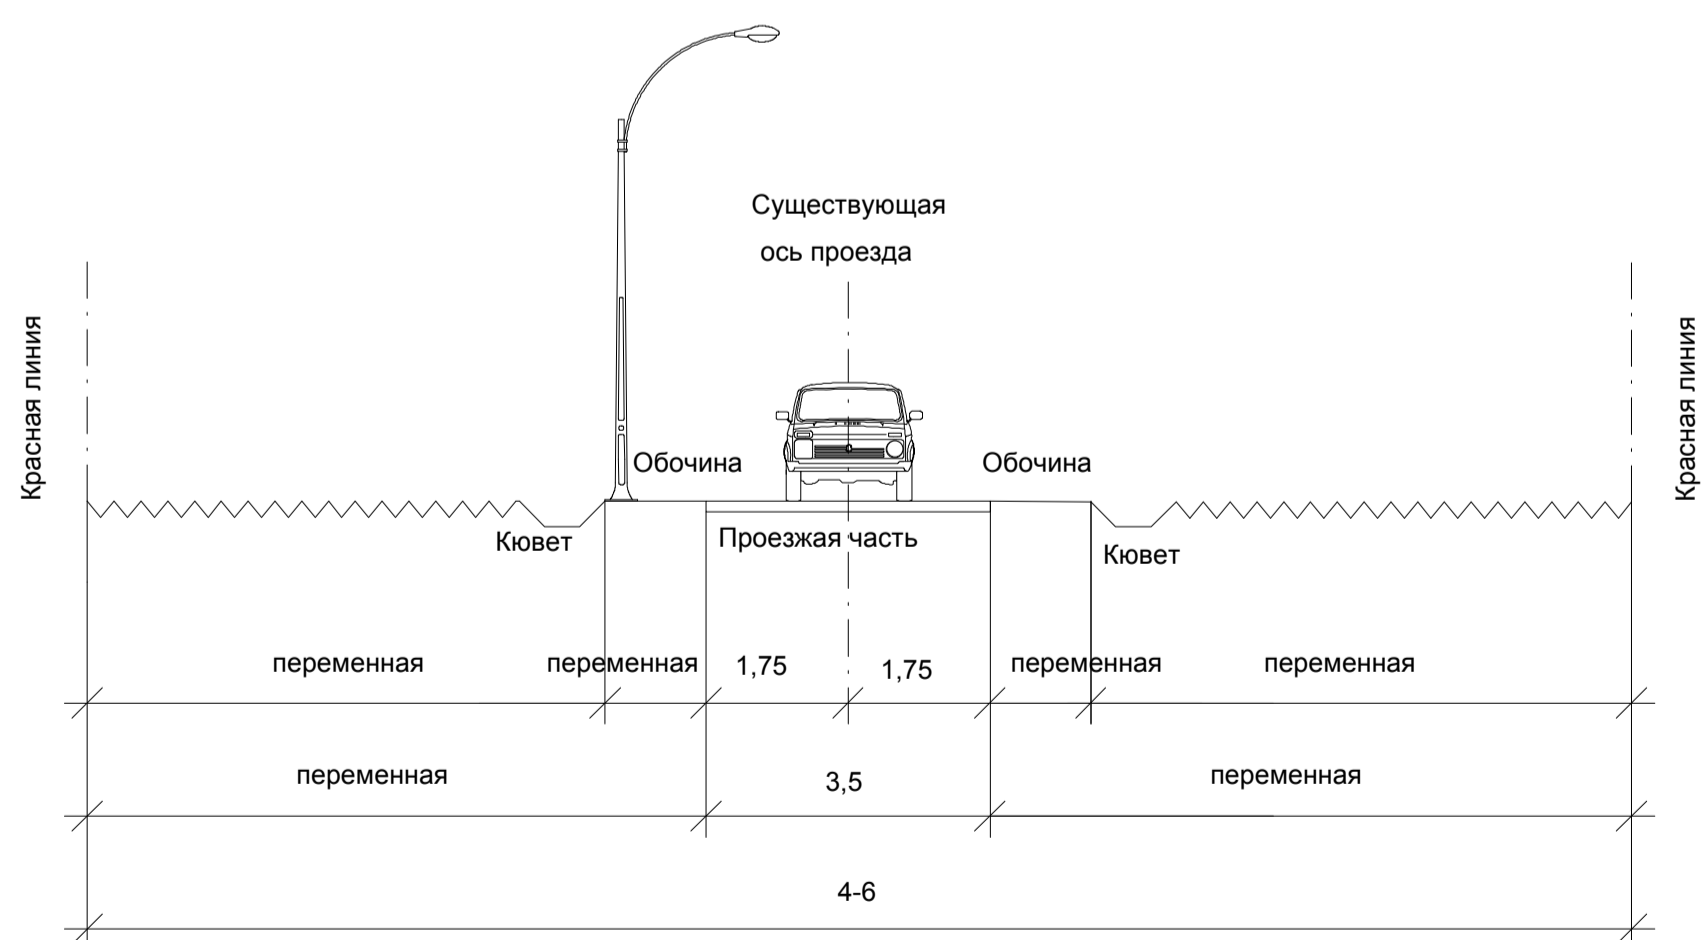 Существующая
ось проезда
Красная линия
Красная линия
Обочина
Обочина
Кювет
Проезжая часть
Кювет
переменная
переменная
1,75
1,75
переменная
переменная
переменная
3,5
переменная
4-6